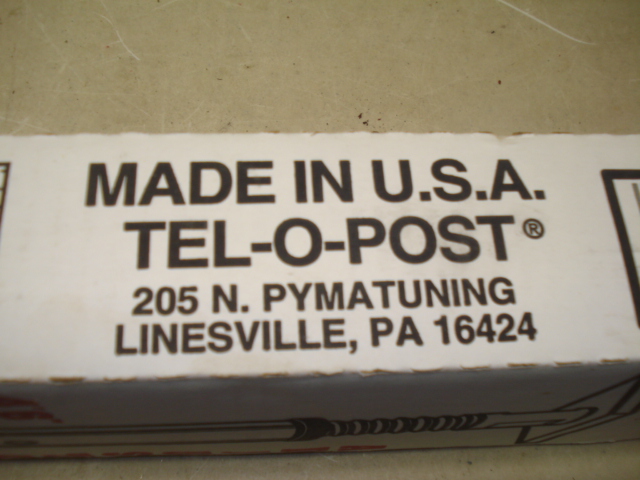 MADE IN U.S.A.
TEL-O-POST®
205 N. PYMATUNING
LINESVILLE, PA 16424